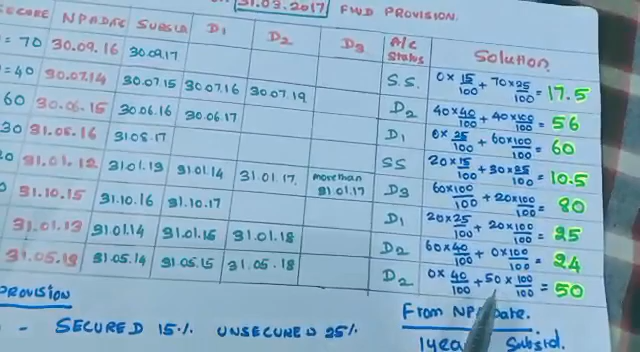 31.03.2017 FIND PROVISION.
SECURE NPADATE SUBSTA D1 D2 D3 A/c Status Solution
= 70 30.09.16 30.09.17 S.S. 0 × 15/100 + 70×25/100 = 17.5
= 40 30.07.14 30.07.15 30.07.16 30.07.19 D2 40×40/100 + 40×100/100 = 56
60 30.06.15 30.06.16 30.06.17 D1 0×25/100 + 60×100/100 = 60
30 31.08.16 31.08.17 SS 20×15/100 + 30×25/100 = 10.5
31.01.12 31.01.13 31.01.14 31.01.17. more than 31.01.17 D3 60×100/100 + 20×100/100 = 80
31.10.15 31.10.16 31.10.17 D1 20×25/100 + 20×100/100 = 25
31.01.13 31.01.14 31.01.15 31.01.18 D2 60×40/100 + 0×100/100 = 24
31.05.13 31.05.14 31.05.15 31.05.18 D2 0× 40/100 + 50 × 100/100 = 50
PROVISION
- SECURED 15% UNSECURED 25%
From NPA Date.
1 year Subsid.